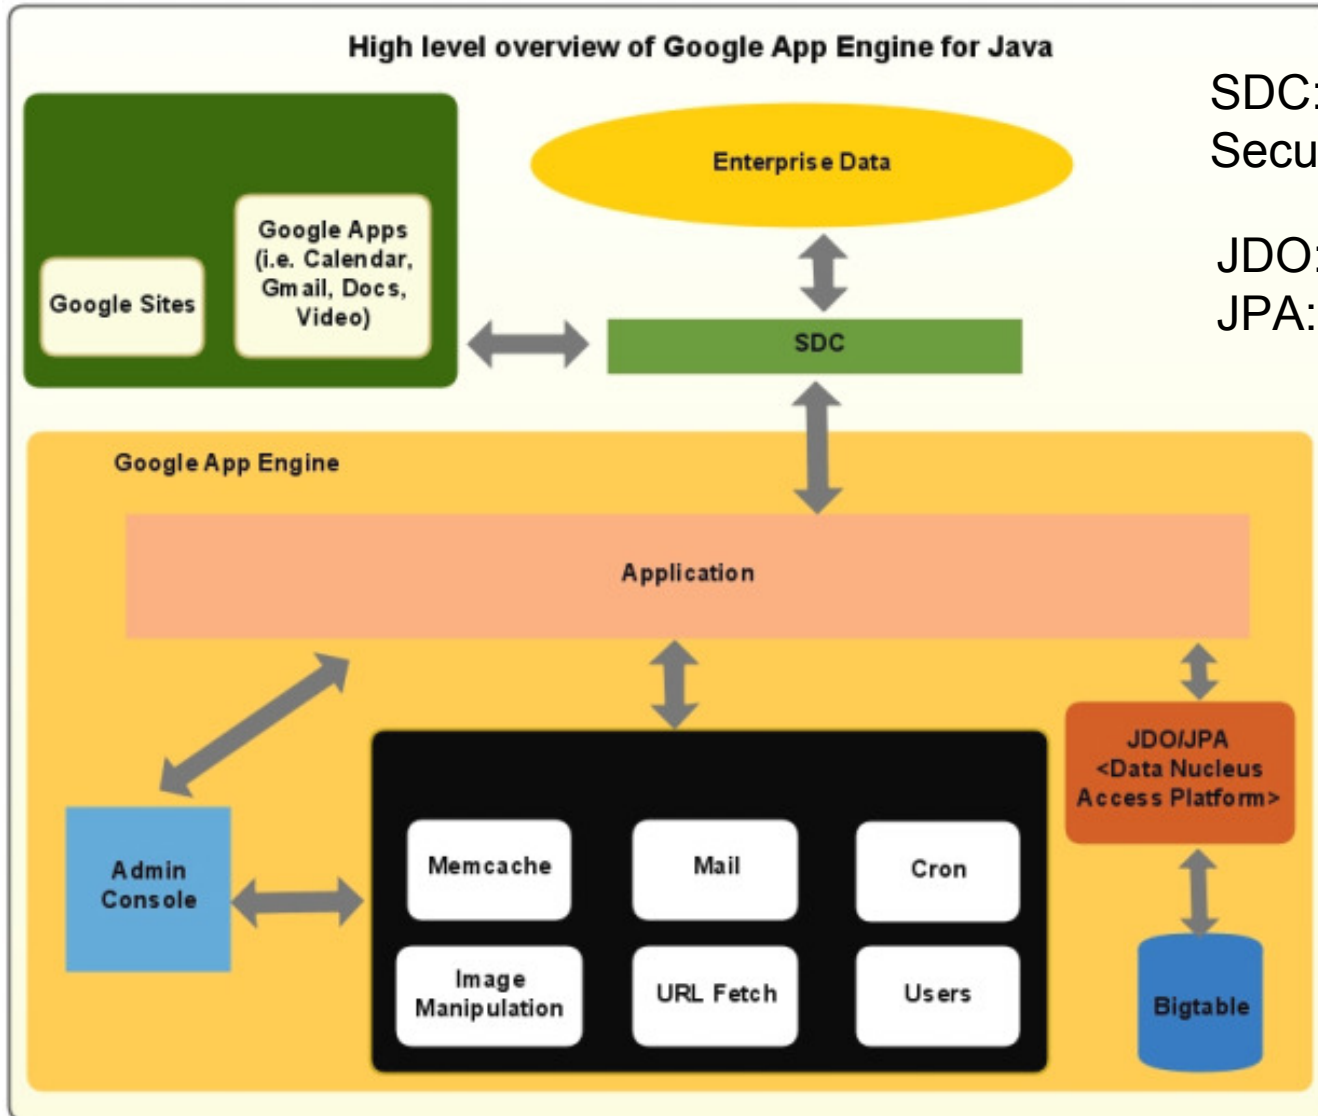 High level overview of Google App Engine for Java
SDC:
JDO:
JPA:
Enterprise Data
Google Apps
(i.e. Calendar,
Gmail, Docs,
Video)
Google Sites
SDC
Google App Engine
Application
JDO/JPA
<Data Nucleus
Access Platform>
Admin
Console
Memcache
Mail
Cron
Image
Manipulation
URL Fetch
Users
Bigtable